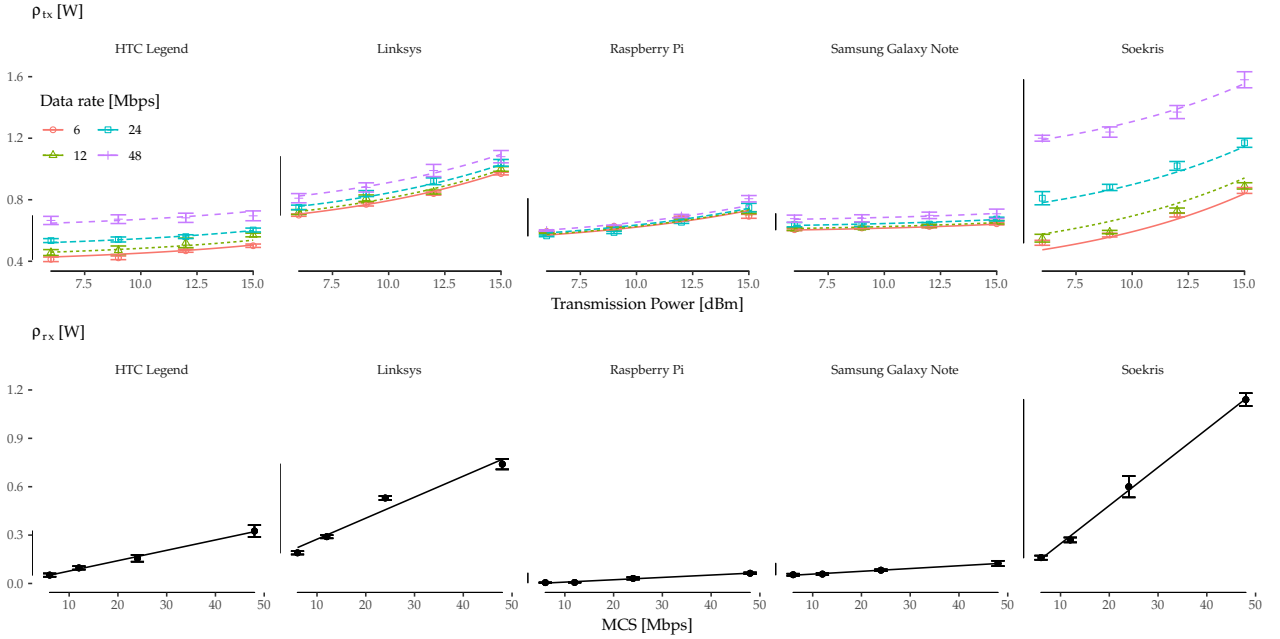 ρtx [W]
HTC Legend Linksys Raspberry Pi Samsung Galaxy Note Soekris
1.6
1.2
0.8
0.4
Data rate [Mbps]
6 24
12 48
7.5 10.0 12.5 15.0 7.5 10.0 12.5 15.0 7.5 10.0 12.5 15.0 7.5 10.0 12.5 15.0 7.5 10.0 12.5 15.0
Transmission Power [dBm]
ρrx [W]
HTC Legend Linksys Raspberry Pi Samsung Galaxy Note Soekris
1.2
0.9
0.6
0.3
0.0
10 20 30 40 50 10 20 30 40 50 10 20 30 40 50 10 20 30 40 50 10 20 30 40 50
MCS [Mbps]